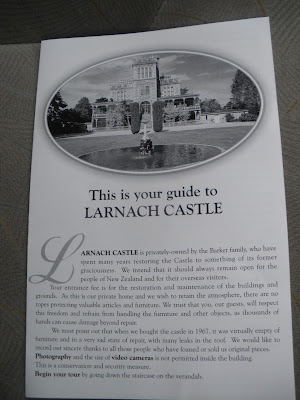 This is your guide to
LARNACH CASTLE
LARNACH CASTLE is privately-owned by the Barker family, who have
spent many years restoring the Castle to something of its former
graciousness. We intend that it should always remain open for the
people of New Zealand and for their overseas visitors.
Your entrance fee is for the restoration and maintenance of the buildings and
grounds. As this is our private home and we wish to retain the atmosphere, there are no
ropes protecting valuable articles and furniture. We trust that you, our guests, will respect
this freedom and refrain from handling the furniture and other objects, as thousands of
hands can cause damage beyond repair.
We must point out that when we bought the castle in 1967, it was virtually empty of
furniture and in a very sad state of repair, with many leaks in the roof. We would like to
record our sincere thanks to all those people who have loaned or sold us original pieces.
Photography and the use of video cameras is not permitted inside the building.
This is a conservation and security measure.
Begin your tour by going down the staircase on the verandah.